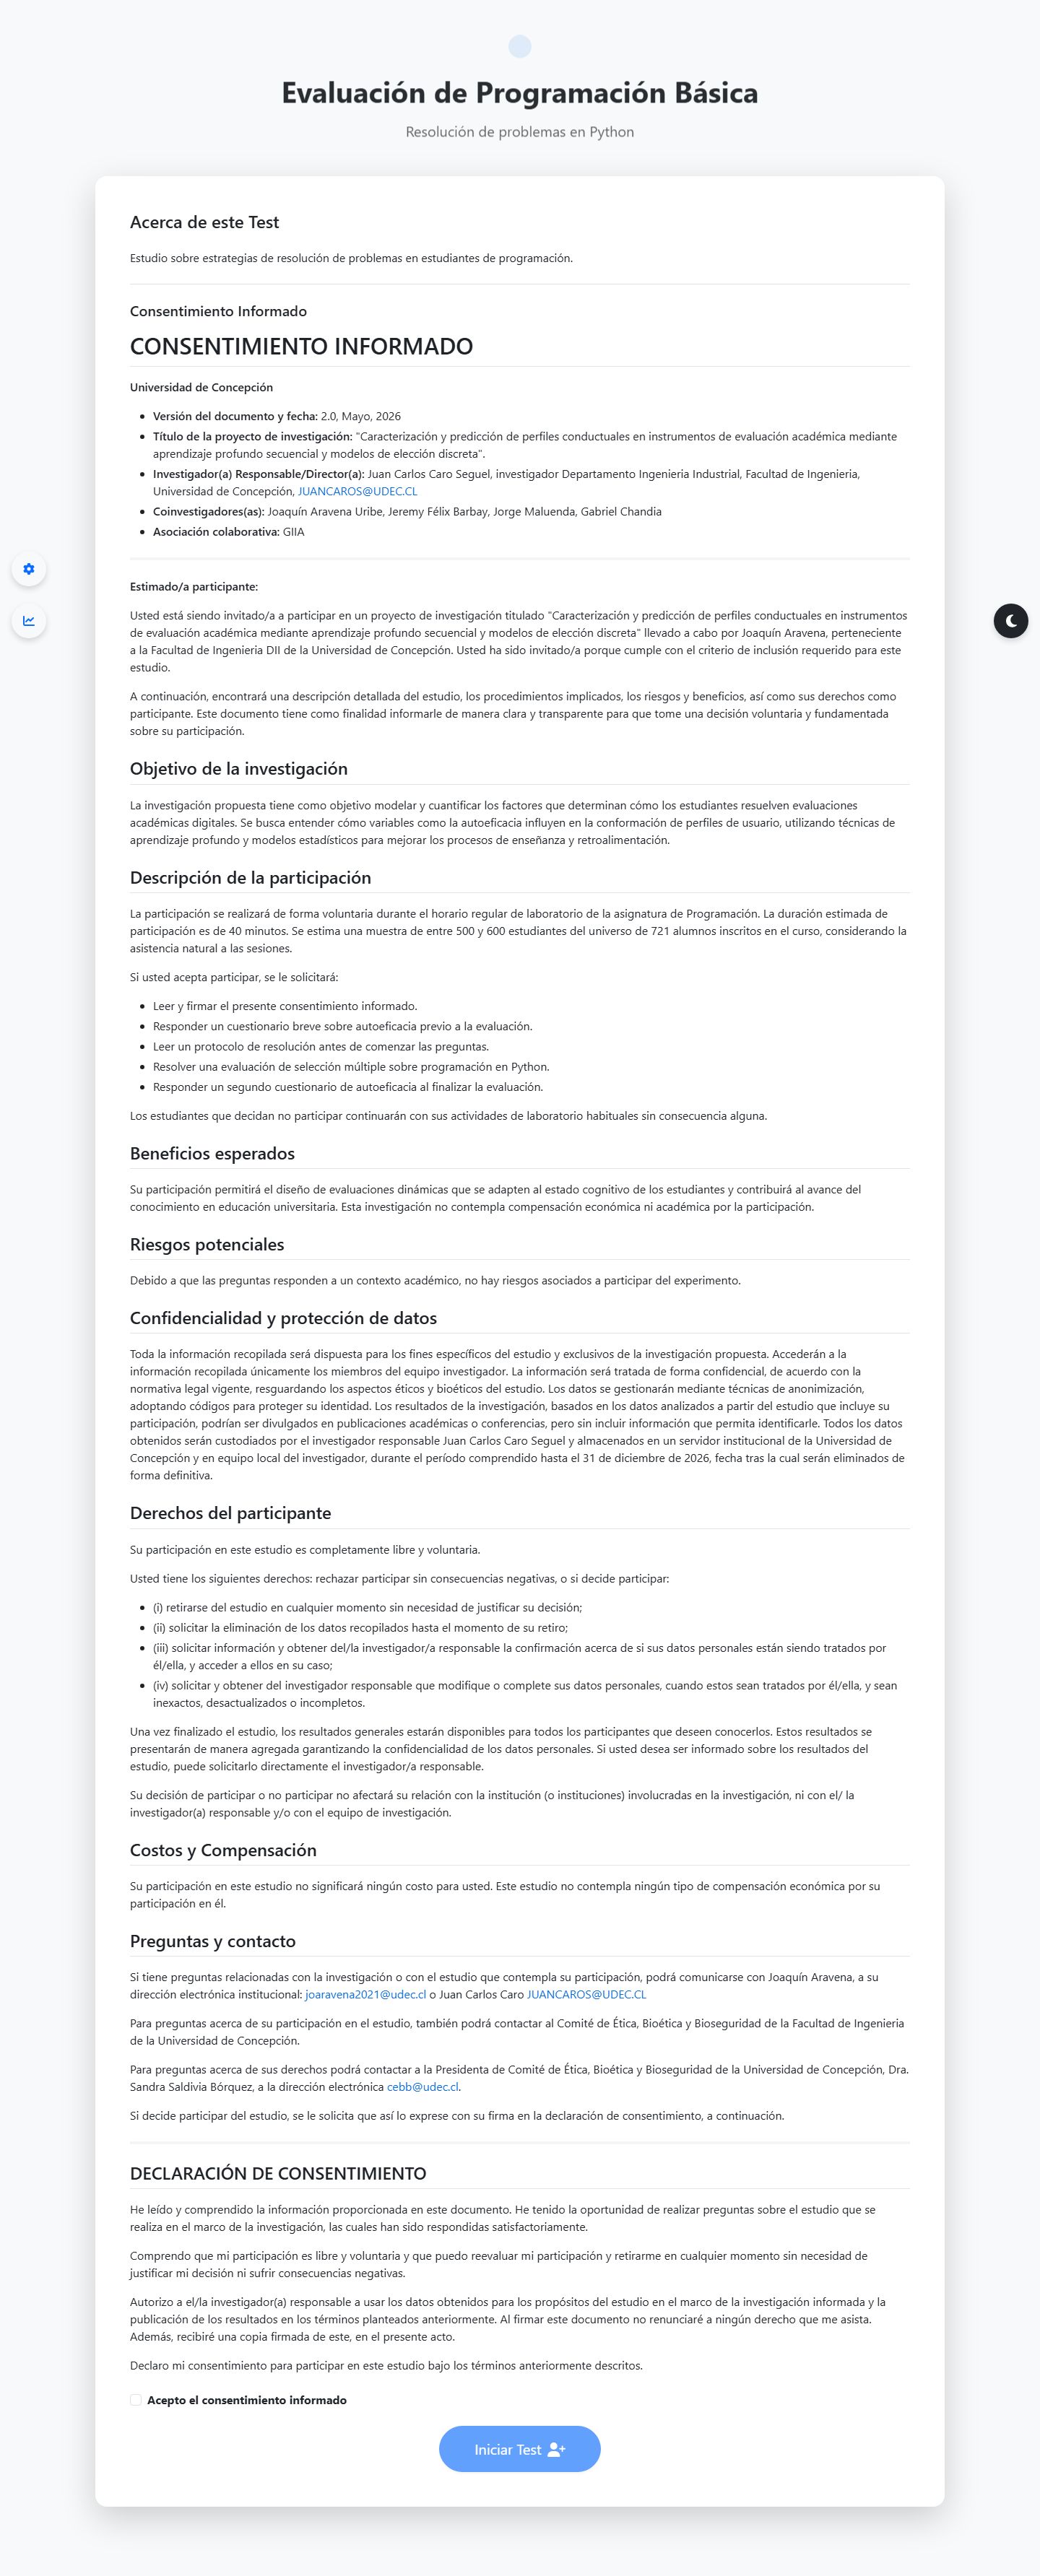 Evaluación de Programación Básica
Resolución de problemas en Python
Acerca de este Test
Estudio sobre estrategias de resolución de problemas en estudiantes de programación.
Consentimiento Informado
CONSENTIMIENTO INFORMADO
Universidad de Concepción
Versión del documento y fecha: 2.0, Mayo, 2026
Título de la proyecto de investigación: "Caracterización y predicción de perfiles conductuales en instrumentos de evaluación académica mediante
aprendizaje profundo secuencial y modelos de elección discreta".
Investigador(a) Responsable/Director(a): Juan Carlos Caro Seguel, investigador Departamento Ingenieria Industrial, Facultad de Ingenieria,
Universidad de Concepción, JUANCAROS@UDEC.CL
Coinvestigadores(as): Joaquín Aravena Uribe, Jeremy Félix Barbay, Jorge Maluenda, Gabriel Chandia
Asociación colaborativa: GIIA
Estimado/a participante:
Usted está siendo invitado/a a participar en un proyecto de investigación titulado "Caracterización y predicción de perfiles conductuales en instrumentos
de evaluación académica mediante aprendizaje profundo secuencial y modelos de elección discreta" llevado a cabo por Joaquín Aravena, perteneciente
a la Facultad de Ingenieria DII de la Universidad de Concepción. Usted ha sido invitado/a porque cumple con el criterio de inclusión requerido para este
estudio.
A continuación, encontrará una descripción detallada del estudio, los procedimientos implicados, los riesgos y beneficios, así como sus derechos como
participante. Este documento tiene como finalidad informarle de manera clara y transparente para que tome una decisión voluntaria y fundamentada
sobre su participación.
Objetivo de la investigación
La investigación propuesta tiene como objetivo modelar y cuantificar los factores que determinan cómo los estudiantes resuelven evaluaciones
académicas digitales. Se busca entender cómo variables como la autoeficacia influyen en la conformación de perfiles de usuario, utilizando técnicas de
aprendizaje profundo y modelos estadísticos para mejorar los procesos de enseñanza y retroalimentación.
Descripción de la participación
La participación se realizará de forma voluntaria durante el horario regular de laboratorio de la asignatura de Programación. La duración estimada de
participación es de 40 minutos. Se estima una muestra de entre 500 y 600 estudiantes del universo de 721 alumnos inscritos en el curso, considerando la
asistencia natural a las sesiones.
Si usted acepta participar, se le solicitará:
Leer y firmar el presente consentimiento informado.
Responder un cuestionario breve sobre autoeficacia previo a la evaluación.
Leer un protocolo de resolución antes de comenzar las preguntas.
Resolver una evaluación de selección múltiple sobre programación en Python.
Responder un segundo cuestionario de autoeficacia al finalizar la evaluación.
Los estudiantes que decidan no participar continuarán con sus actividades de laboratorio habituales sin consecuencia alguna.
Beneficios esperados
Su participación permitirá el diseño de evaluaciones dinámicas que se adapten al estado cognitivo de los estudiantes y contribuirá al avance del
conocimiento en educación universitaria. Esta investigación no contempla compensación económica ni académica por la participación.
Riesgos potenciales
Debido a que las preguntas responden a un contexto académico, no hay riesgos asociados a participar del experimento.
Confidencialidad y protección de datos
Toda la información recopilada será dispuesta para los fines específicos del estudio y exclusivos de la investigación propuesta. Accederán a la
información recopilada únicamente los miembros del equipo investigador. La información será tratada de forma confidencial, de acuerdo con la
normativa legal vigente, resguardando los aspectos éticos y bioéticos del estudio. Los datos se gestionarán mediante técnicas de anonimización,
adoptando códigos para proteger su identidad. Los resultados de la investigación, basados en los datos analizados a partir del estudio que incluye su
participación, podrían ser divulgados en publicaciones académicas o conferencias, pero sin incluir información que permita identificarle. Todos los datos
obtenidos serán custodiados por el investigador responsable Juan Carlos Caro Seguel y almacenados en un servidor institucional de la Universidad de
Concepción y en equipo local del investigador, durante el período comprendido hasta el 31 de diciembre de 2026, fecha tras la cual serán eliminados de
forma definitiva.
Derechos del participante
Su participación en este estudio es completamente libre y voluntaria.
Usted tiene los siguientes derechos: rechazar participar sin consecuencias negativas, o si decide participar:
(i) retirarse del estudio en cualquier momento sin necesidad de justificar su decisión;
(ii) solicitar la eliminación de los datos recopilados hasta el momento de su retiro;
(iii) solicitar información y obtener del/la investigador/a responsable la confirmación acerca de si sus datos personales están siendo tratados por
él/ella, y acceder a ellos en su caso;
(iv) solicitar y obtener del investigador responsable que modifique o complete sus datos personales, cuando estos sean tratados por él/ella, y sean
inexactos, desactualizados o incompletos.
Una vez finalizado el estudio, los resultados generales estarán disponibles para todos los participantes que deseen conocerlos. Estos resultados se
presentarán de manera agregada garantizando la confidencialidad de los datos personales. Si usted desea ser informado sobre los resultados del
estudio, puede solicitarlo directamente el investigador/a responsable.
Su decisión de participar o no participar no afectará su relación con la institución (o instituciones) involucradas en la investigación, ni con el/ la
investigador(a) responsable y/o con el equipo de investigación.
Costos y Compensación
Su participación en este estudio no significará ningún costo para usted. Este estudio no contempla ningún tipo de compensación económica por su
participación en él.
Preguntas y contacto
Si tiene preguntas relacionadas con la investigación o con el estudio que contempla su participación, podrá comunicarse con Joaquín Aravena, a su
dirección electrónica institucional: joaravena2021@udec.cl o Juan Carlos Caro JUANCAROS@UDEC.CL
Para preguntas acerca de su participación en el estudio, también podrá contactar al Comité de Ética, Bioética y Bioseguridad de la Facultad de Ingenieria
de la Universidad de Concepción.
Para preguntas acerca de sus derechos podrá contactar a la Presidenta de Comité de Ética, Bioética y Bioseguridad de la Universidad de Concepción, Dra.
Sandra Saldivia Bórquez, a la dirección electrónica cebb@udec.cl.
Si decide participar del estudio, se le solicita que así lo exprese con su firma en la declaración de consentimiento, a continuación.
DECLARACIÓN DE CONSENTIMIENTO
He leído y comprendido la información proporcionada en este documento. He tenido la oportunidad de realizar preguntas sobre el estudio que se
realiza en el marco de la investigación, las cuales han sido respondidas satisfactoriamente.
Comprendo que mi participación es libre y voluntaria y que puedo reevaluar mi participación y retirarme en cualquier momento sin necesidad de
justificar mi decisión ni sufrir consecuencias negativas.
Autorizo a el/la investigador(a) responsable a usar los datos obtenidos para los propósitos del estudio en el marco de la investigación informada y la
publicación de los resultados en los términos planteados anteriormente. Al firmar este documento no renunciaré a ningún derecho que me asista.
Además, recibiré una copia firmada de este, en el presente acto.
Declaro mi consentimiento para participar en este estudio bajo los términos anteriormente descritos.
Acepto el consentimiento informado
Iniciar Test